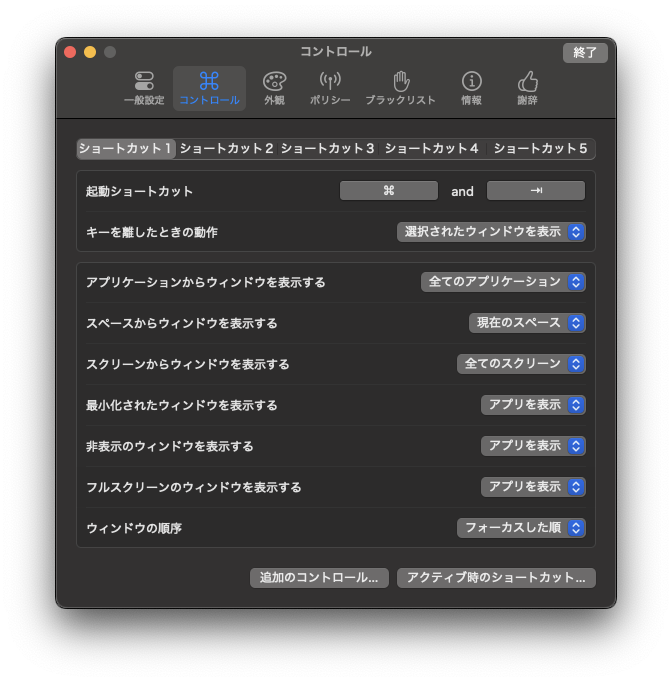 コントロール
終了
一般設定 コントロール 外観 ポリシー ブラックリスト 情報 謝辞
ショートカット 1 ショートカット 2 ショートカット 3 ショートカット 4 ショートカット 5
起動ショートカット ⌘ and ⇥
キーを離したときの動作 選択されたウィンドウを表示
アプリケーションからウィンドウを表示する 全てのアプリケーション
スペースからウィンドウを表示する 現在のスペース
スクリーンからウィンドウを表示する 全てのスクリーン
最小化されたウィンドウを表示する アプリを表示
非表示のウィンドウを表示する アプリを表示
フルスクリーンのウィンドウを表示する アプリを表示
ウィンドウの順序 フォーカスした順
追加のコントロール... アクティブ時のショートカット...